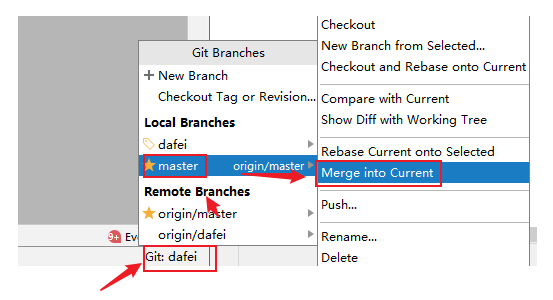 Git Branches
New Branch
Checkout Tag or Revision...
Local Branches
dafei
master origin/master
Remote Branches
origin/master
origin/dafei
9+ Eve
Git: dafei
Checkout
New Branch from Selected...
Checkout and Rebase onto Current
Compare with Current
Show Diff with Working Tree
Rebase Current onto Selected
Merge into Current
Push...
Rename...
Delete